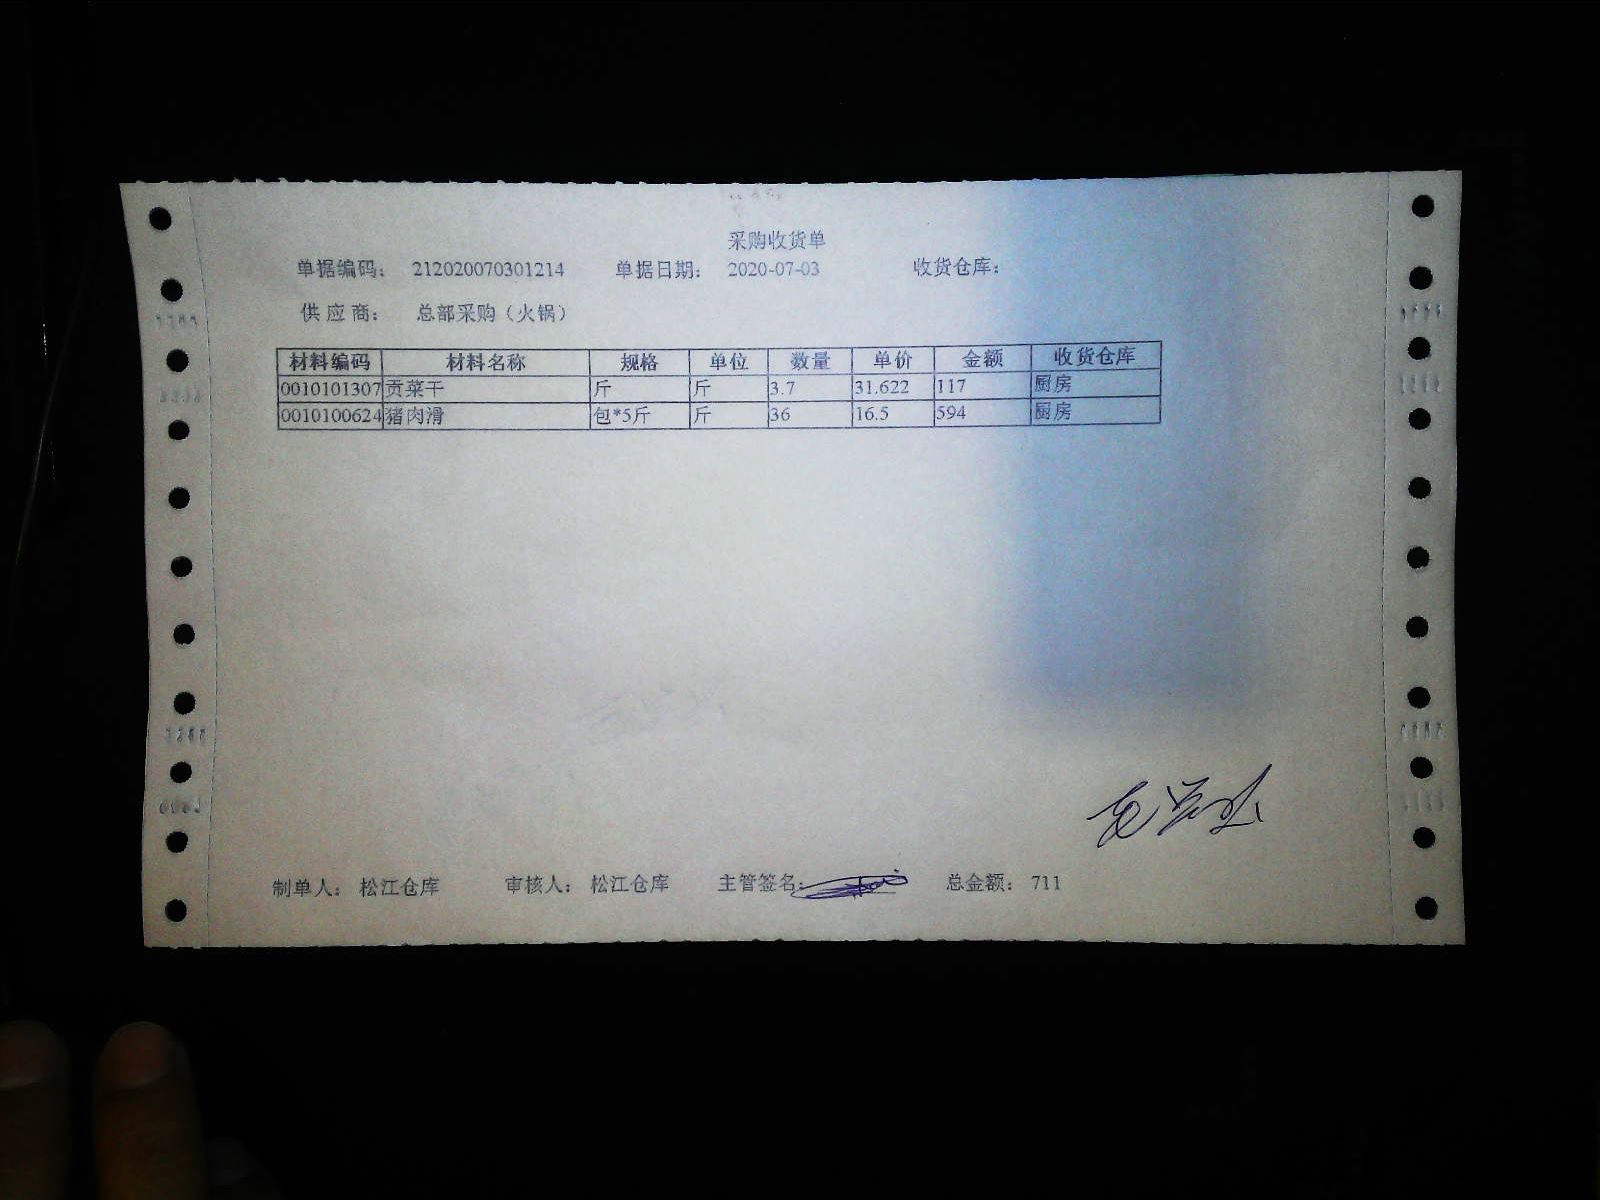 采购收货单
单据编码： 212020070301214 单据日期： 2020-07-03 收货仓库：
供应商： 总部采购（火锅）
材料编码 材料名称 规格 单位 数量 单价 金额 收货仓库
0010101307 贡菜干 斤 斤 3.7 31.622 117 厨房
0010100624 猪肉滑 包*5斤 斤 36 16.5 594 厨房
制单人： 松江仓库 审核人： 松江仓库 主管签名： 总金额： 711